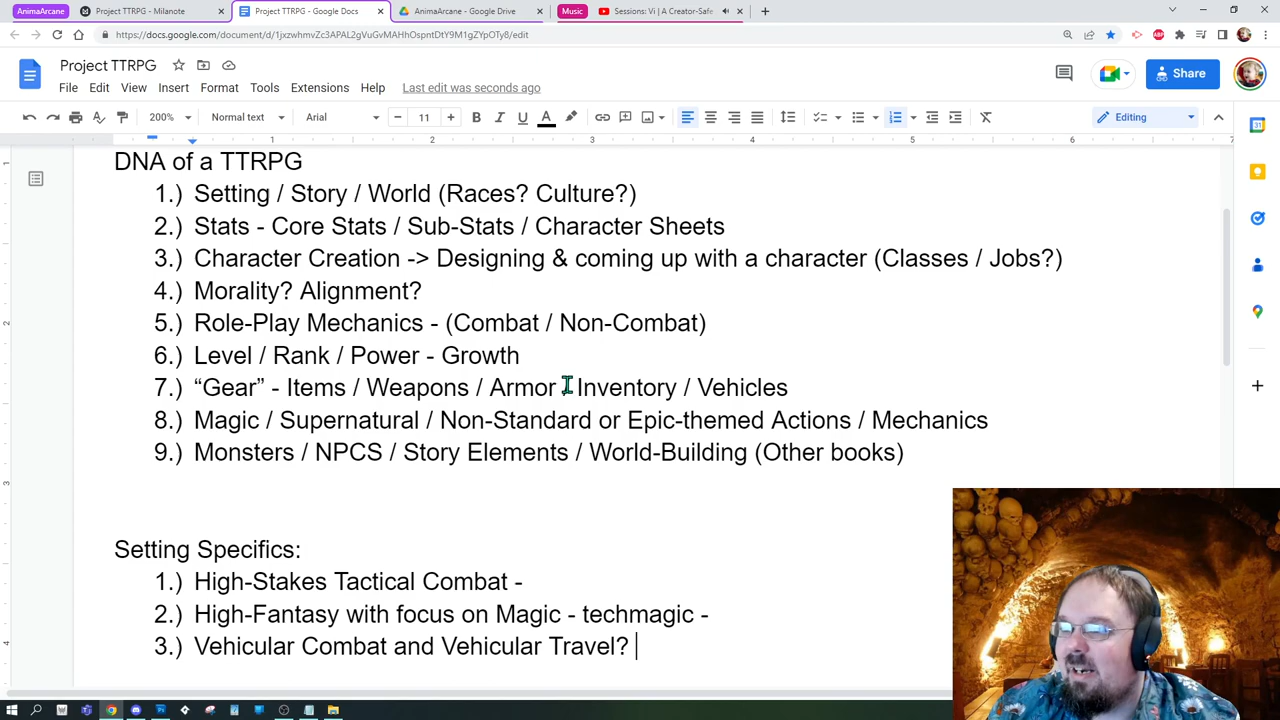 AnimaArcane
Project TTRPG - Milanote
Project TTRPG - Google Docs
AnimaArcane - Google Drive
Music
Sessions: Vi | A Creator-Safe
https://docs.google.com/document/d/1jxzwhmvZc3APAL2gVuGvMAHhOspntDtY9M1gZYpOTy8/edit
Project TTRPG
File Edit View Insert Format Tools Extensions Help Last edit was seconds ago
Share
200% Normal text Arial 11 Editing
1 2 3 4 5 6 7
DNA of a TTRPG
1.) Setting / Story / World (Races? Culture?)
2.) Stats - Core Stats / Sub-Stats / Character Sheets
3.) Character Creation -> Designing & coming up with a character (Classes / Jobs?)
4.) Morality? Alignment?
5.) Role-Play Mechanics - (Combat / Non-Combat)
6.) Level / Rank / Power - Growth
7.) “Gear” - Items / Weapons / Armor Inventory / Vehicles
8.) Magic / Supernatural / Non-Standard or Epic-themed Actions / Mechanics
9.) Monsters / NPCS / Story Elements / World-Building (Other books)
Setting Specifics:
1.) High-Stakes Tactical Combat -
2.) High-Fantasy with focus on Magic - techmagic -
3.) Vehicular Combat and Vehicular Travel?